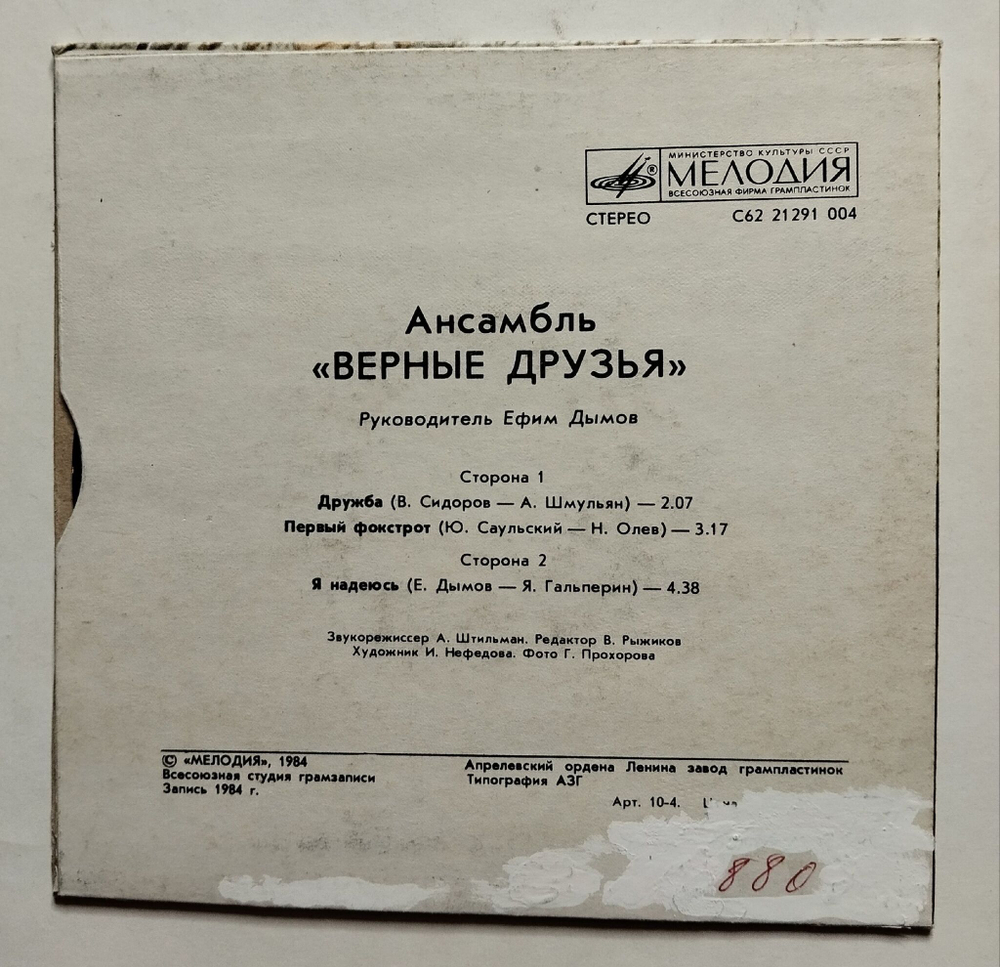 МИНИСТЕРСТВО КУЛЬТУРЫ СССР
® МЕЛОДИЯ
ВСЕСОЮЗНАЯ ФИРМА ГРАМПЛАСТИНОК
СТЕРЕО С62 21291 004
Ансамбль
«ВЕРНЫЕ ДРУЗЬЯ»
Руководитель Ефим Дымов
Сторона 1
Дружба (В. Сидоров — А. Шмульян) — 2.07
Первый фокстрот (Ю. Саульский — Н. Олев) — 3.17
Сторона 2
Я надеюсь (Е. Дымов — Я. Гальперин) — 4.38
Звукорежиссер А. Штильман. Редактор В. Рыжиков
Художник И. Нефедова. Фото Г. Прохорова
© «МЕЛОДИЯ», 1984
Всесоюзная студия грамзаписи
Запись 1984 г.
Апрелевский ордена Ленина завод грампластинок
Типография АЗГ
Арт. 10-4.
880